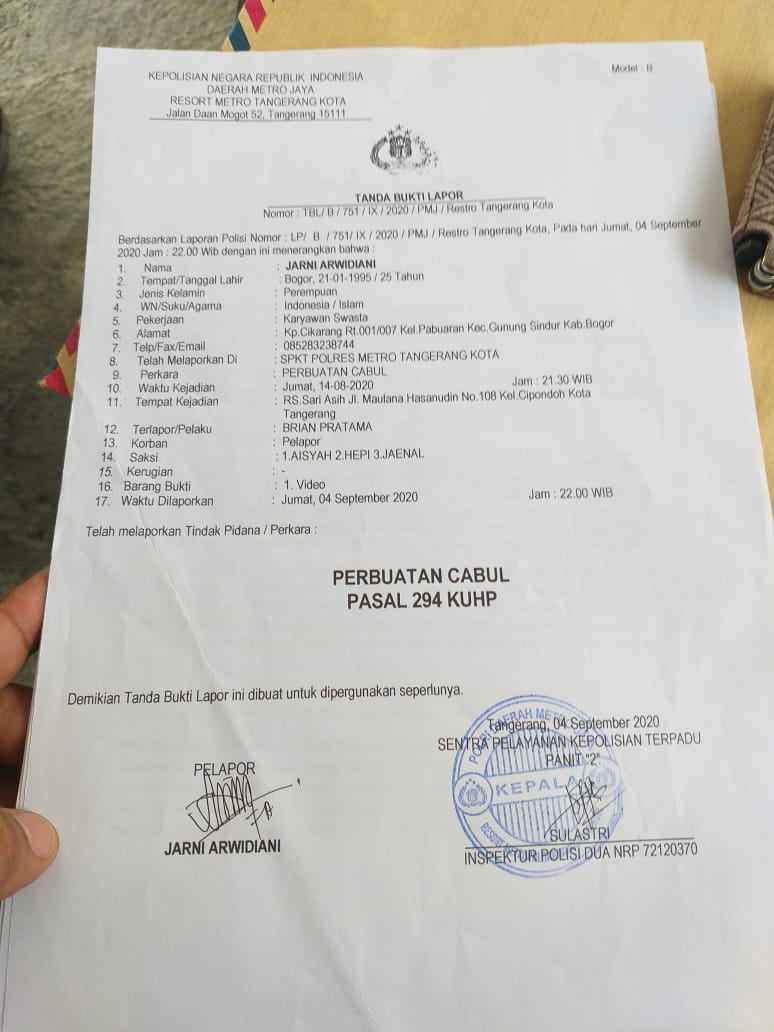 Model : B
KEPOLISIAN NEGARA REPUBLIK INDONESIA
DAERAH METRO JAYA
RESORT METRO TANGERANG KOTA
Jalan Daan Mogot 52, Tangerang 15111
TANDA BUKTI LAPOR
Nomor : TBL/ B / 751 / IX / 2020 / PMJ / Restro Tangerang Kota
Berdasarkan Laporan Polisi Nomor : LP/ B / 751/ IX / 2020 / PMJ / Restro Tangerang Kota, Pada hari Jumat, 04 September
2020 Jam : 22.00 Wib dengan ini menerangkan bahwa :
1. Nama : JARNI ARWIDIANI
2. Tempat/Tanggal Lahir : Bogor, 21-01-1995 / 25 Tahun
3. Jenis Kelamin : Perempuan
4. WN/Suku/Agama : Indonesia / Islam
5. Pekerjaan : Karyawan Swasta
6. Alamat : Kp.Cikarang Rt.001/007 Kel.Pabuaran Kec.Gunung Sindur Kab.Bogor
7. Telp/Fax/Email : 085283238744
8. Telah Melaporkan Di : SPKT POLRES METRO TANGERANG KOTA
9. Perkara : PERBUATAN CABUL
10. Waktu Kejadian : Jumat, 14-08-2020 Jam : 21.30 WIB
11. Tempat Kejadian : RS.Sari Asih Jl. Maulana Hasanudin No.108 Kel.Cipondoh Kota
Tangerang
12. Terlapor/Pelaku : BRIAN PRATAMA
13. Korban : Pelapor
14. Saksi : 1.AISYAH 2.HEPI 3.JAENAL
15. Kerugian : -
16. Barang Bukti : 1. Video
17. Waktu Dilaporkan : Jumat, 04 September 2020 Jam : 22.00 WIB
Telah melaporkan Tindak Pidana / Perkara :
PERBUATAN CABUL
PASAL 294 KUHP
Demikian Tanda Bukti Lapor ini dibuat untuk dipergunakan seperlunya.
Tangerang, 04 September 2020
SENTRA PELAYANAN KEPOLISIAN TERPADU
PANIT "2"
KEPALA
SULASTRI
INSPEKTUR POLISI DUA NRP 72120370
PELAPOR
JARNI ARWIDIANI